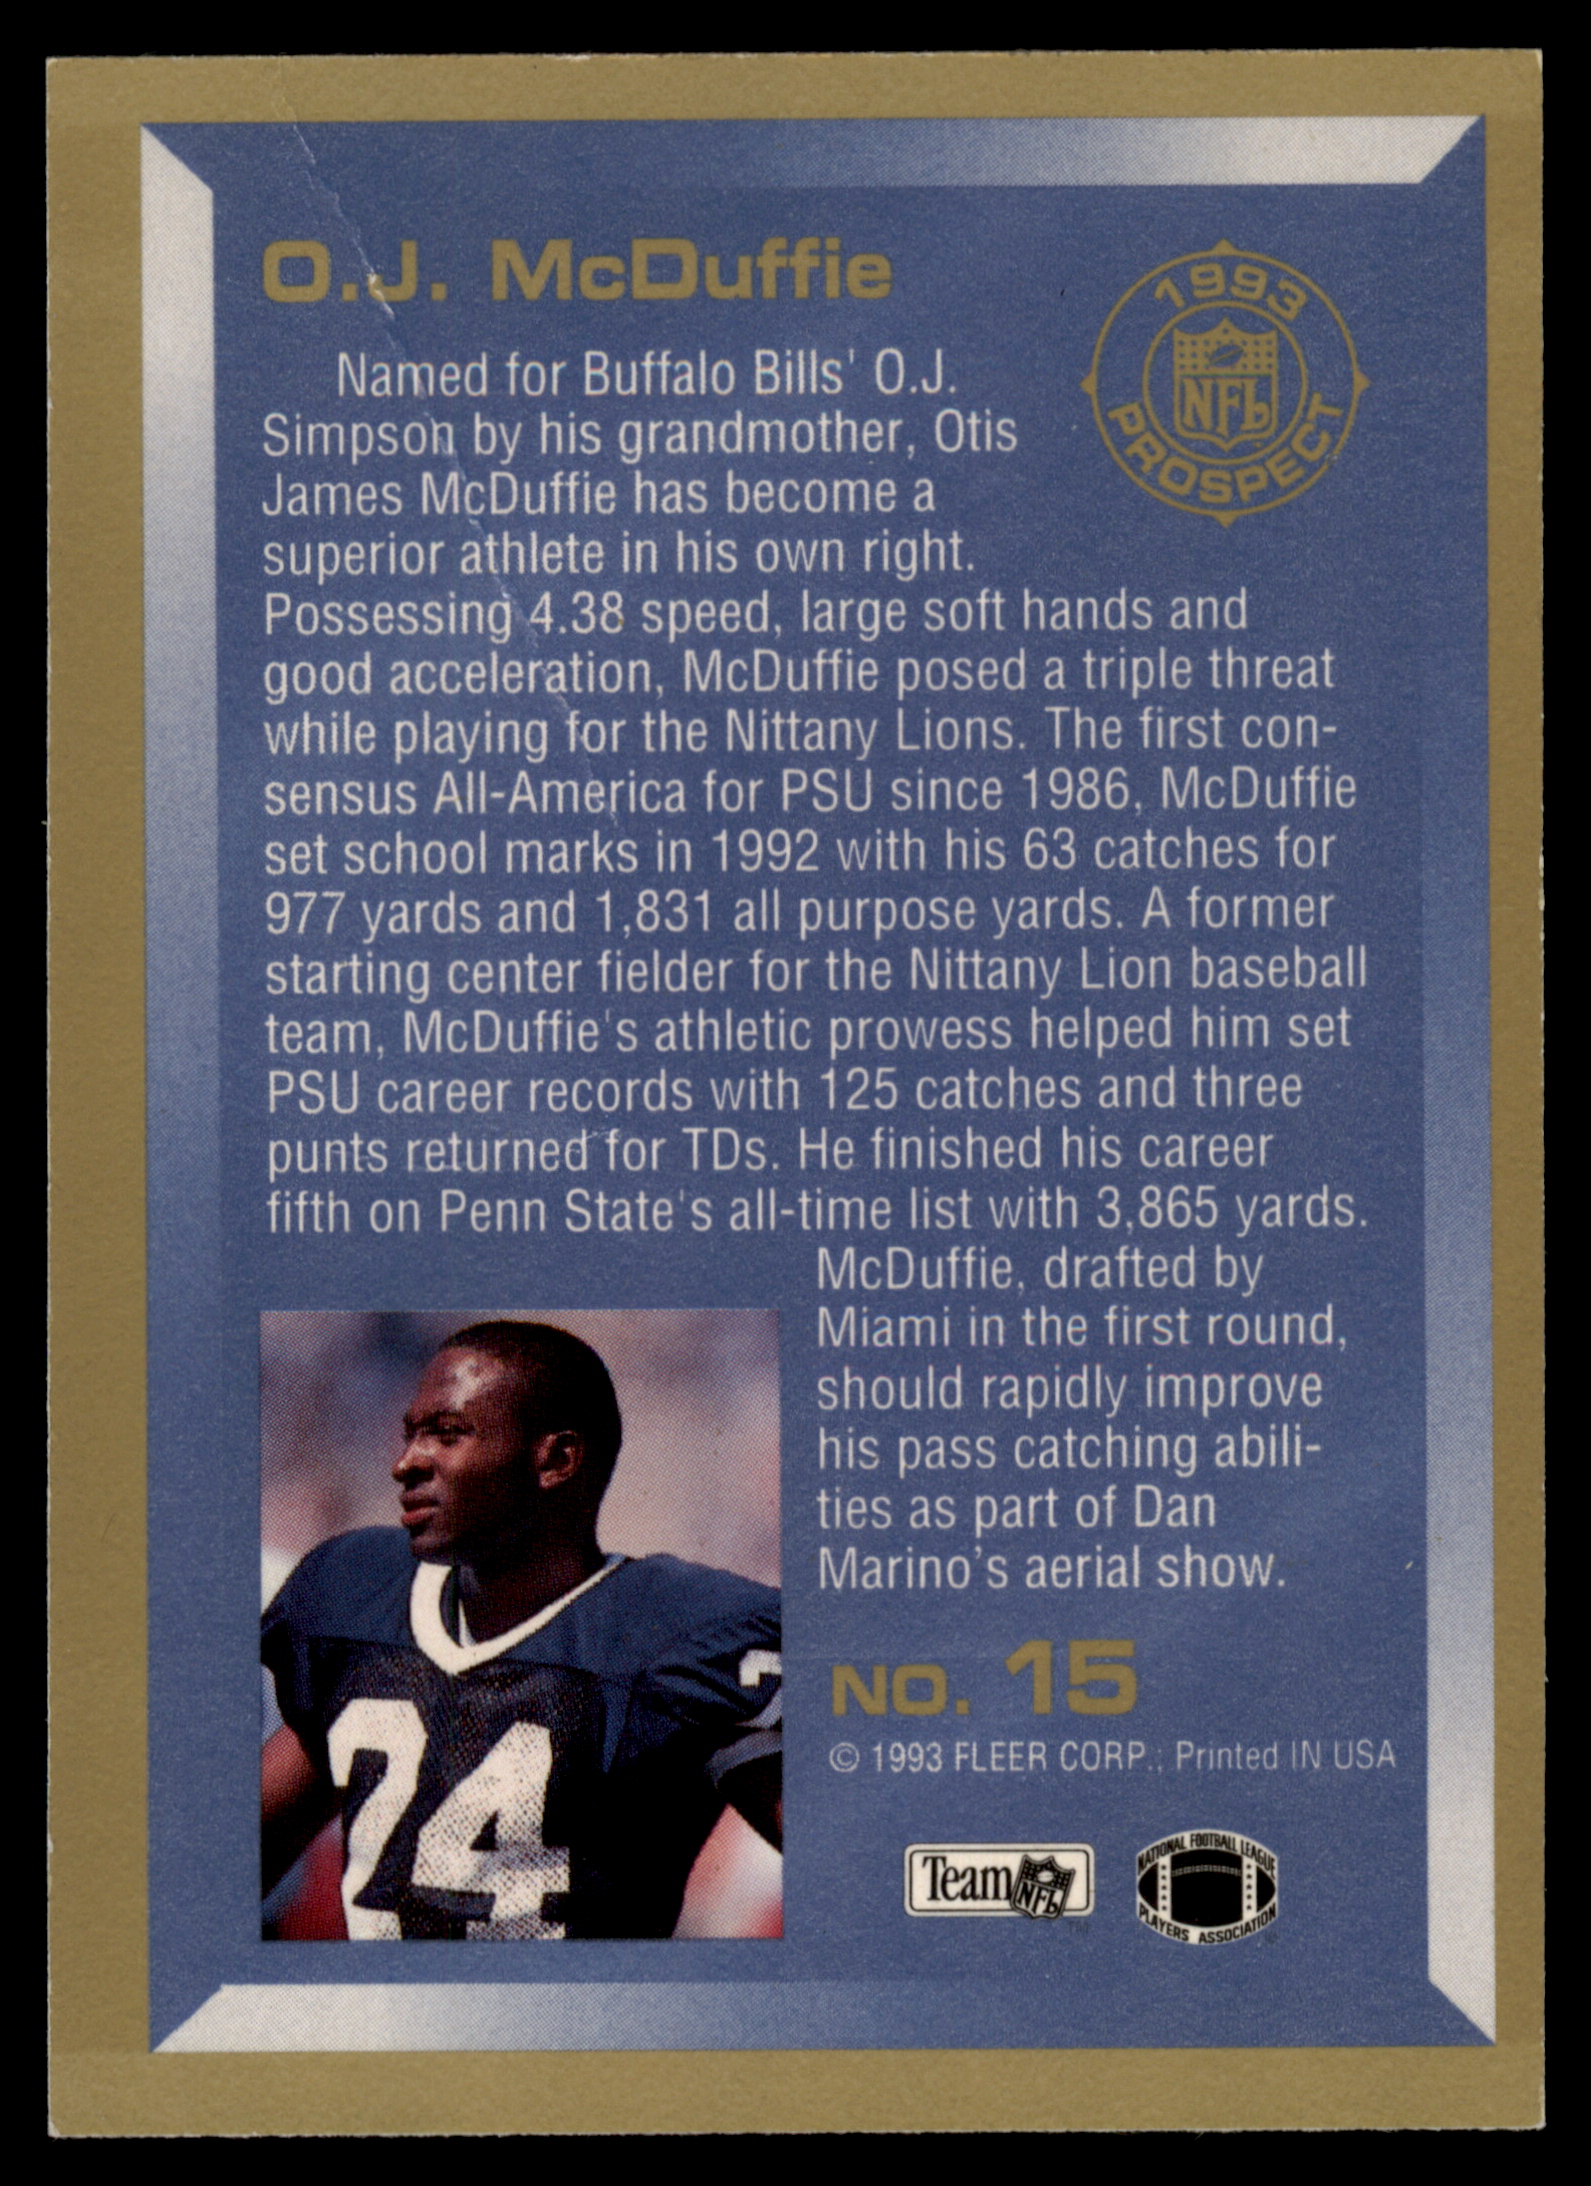 O.J. McDuffie
1993
NFL
PROSPECT
Named for Buffalo Bills' O.J.
Simpson by his grandmother, Otis
James McDuffie has become a
superior athlete in his own right.
Possessing 4.38 speed, large soft hands and
good acceleration, McDuffie posed a triple threat
while playing for the Nittany Lions. The first con-
sensus All-America for PSU since 1986, McDuffie
set school marks in 1992 with his 63 catches for
977 yards and 1,831 all purpose yards. A former
starting center fielder for the Nittany Lion baseball
team, McDuffie's athletic prowess helped him set
PSU career records with 125 catches and three
punts returned for TDs. He finished his career
fifth on Penn State's all-time list with 3,865 yards.
McDuffie, drafted by
Miami in the first round,
should rapidly improve
his pass catching abili-
ties as part of Dan
Marino's aerial show.
24
2
NO. 15
© 1993 FLEER CORP.; Printed IN USA
Team NFL TM
NATIONAL FOOTBALL LEAGUE
PLAYERS ASSOCIATION